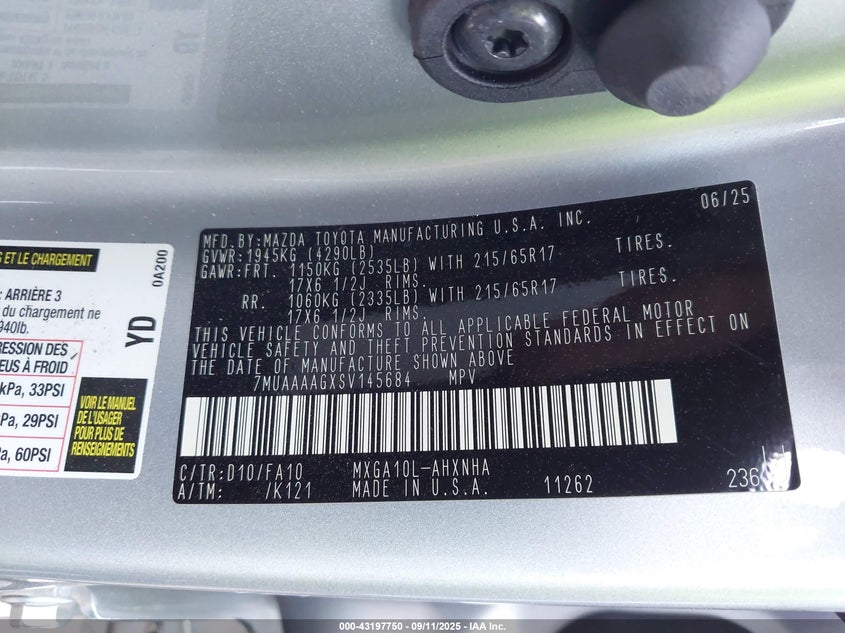 MFD.BY:MAZDA TOYOTA MANUFACTURING U.S.A. INC. 06/25
GVWR:1945KG (4290LB)
GAWR:FRT. 1150KG (2535LB) WITH 215/65R17 TIRES.
17X6 1/2J RIMS.
RR. 1060KG (2335LB) WITH 215/65R17 TIRES.
17X6 1/2J RIMS.
THIS VEHICLE CONFORMS TO ALL APPLICABLE FEDERAL MOTOR
VEHICLE SAFETY AND THEFT PREVENTION STANDARDS IN EFFECT ON
THE DATE OF MANUFACTURE SHOWN ABOVE
7MUAAAAGXSV145684 MPV
C/TR:D10/FA10 MXGA10L-AHXNHA
A/TM: /K121 MADE IN U.S.A. 11262 236
S ET LE CHARGEMENT
: ARRIÈRE 3
du chargement ne
940lb.
RESSION DES
EUS À FROID
kPa, 33PSI
Pa, 29PSI
a, 60PSI
VOIR LE MANUEL
DE L'USAGER
POUR PLUS DE
RENSEIGNEMENTS
YD
0A200
000-43197750 - 09/11/2025 - IAA Inc.